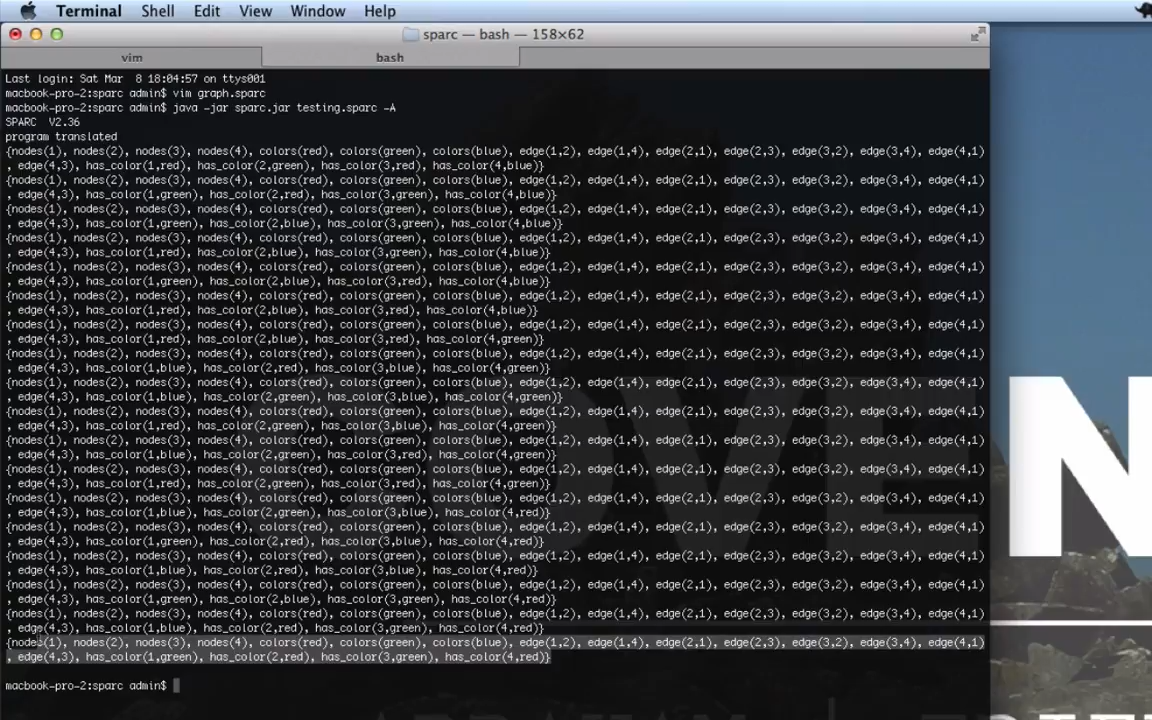 Terminal Shell Edit View Window Help
sparc — bash — 158×62
vim bash
Last login: Sat Mar  8 18:04:57 on ttys001
macbook-pro-2:sparc admin$ vim graph.sparc
macbook-pro-2:sparc admin$ java -jar sparc.jar testing.sparc -A
SPARC  V2.36
program translated
{nodes(1), nodes(2), nodes(3), nodes(4), colors(red), colors(green), colors(blue), edge(1,2), edge(1,4), edge(2,1), edge(2,3), edge(3,2), edge(3,4), edge(4,1)
, edge(4,3), has_color(1,red), has_color(2,green), has_color(3,red), has_color(4,blue)}
{nodes(1), nodes(2), nodes(3), nodes(4), colors(red), colors(green), colors(blue), edge(1,2), edge(1,4), edge(2,1), edge(2,3), edge(3,2), edge(3,4), edge(4,1)
, edge(4,3), has_color(1,green), has_color(2,red), has_color(3,green), has_color(4,blue)}
{nodes(1), nodes(2), nodes(3), nodes(4), colors(red), colors(green), colors(blue), edge(1,2), edge(1,4), edge(2,1), edge(2,3), edge(3,2), edge(3,4), edge(4,1)
, edge(4,3), has_color(1,green), has_color(2,blue), has_color(3,green), has_color(4,blue)}
{nodes(1), nodes(2), nodes(3), nodes(4), colors(red), colors(green), colors(blue), edge(1,2), edge(1,4), edge(2,1), edge(2,3), edge(3,2), edge(3,4), edge(4,1)
, edge(4,3), has_color(1,red), has_color(2,blue), has_color(3,green), has_color(4,blue)}
{nodes(1), nodes(2), nodes(3), nodes(4), colors(red), colors(green), colors(blue), edge(1,2), edge(1,4), edge(2,1), edge(2,3), edge(3,2), edge(3,4), edge(4,1)
, edge(4,3), has_color(1,green), has_color(2,blue), has_color(3,red), has_color(4,blue)}
{nodes(1), nodes(2), nodes(3), nodes(4), colors(red), colors(green), colors(blue), edge(1,2), edge(1,4), edge(2,1), edge(2,3), edge(3,2), edge(3,4), edge(4,1)
, edge(4,3), has_color(1,red), has_color(2,blue), has_color(3,red), has_color(4,blue)}
{nodes(1), nodes(2), nodes(3), nodes(4), colors(red), colors(green), colors(blue), edge(1,2), edge(1,4), edge(2,1), edge(2,3), edge(3,2), edge(3,4), edge(4,1)
, edge(4,3), has_color(1,red), has_color(2,blue), has_color(3,red), has_color(4,green)}
{nodes(1), nodes(2), nodes(3), nodes(4), colors(red), colors(green), colors(blue), edge(1,2), edge(1,4), edge(2,1), edge(2,3), edge(3,2), edge(3,4), edge(4,1)
, edge(4,3), has_color(1,blue), has_color(2,red), has_color(3,blue), has_color(4,green)}
{nodes(1), nodes(2), nodes(3), nodes(4), colors(red), colors(green), colors(blue), edge(1,2), edge(1,4), edge(2,1), edge(2,3), edge(3,2), edge(3,4), edge(4,1)
, edge(4,3), has_color(1,blue), has_color(2,green), has_color(3,blue), has_color(4,green)}
{nodes(1), nodes(2), nodes(3), nodes(4), colors(red), colors(green), colors(blue), edge(1,2), edge(1,4), edge(2,1), edge(2,3), edge(3,2), edge(3,4), edge(4,1)
, edge(4,3), has_color(1,red), has_color(2,green), has_color(3,blue), has_color(4,green)}
{nodes(1), nodes(2), nodes(3), nodes(4), colors(red), colors(green), colors(blue), edge(1,2), edge(1,4), edge(2,1), edge(2,3), edge(3,2), edge(3,4), edge(4,1)
, edge(4,3), has_color(1,blue), has_color(2,green), has_color(3,red), has_color(4,green)}
{nodes(1), nodes(2), nodes(3), nodes(4), colors(red), colors(green), colors(blue), edge(1,2), edge(1,4), edge(2,1), edge(2,3), edge(3,2), edge(3,4), edge(4,1)
, edge(4,3), has_color(1,red), has_color(2,green), has_color(3,red), has_color(4,green)}
{nodes(1), nodes(2), nodes(3), nodes(4), colors(red), colors(green), colors(blue), edge(1,2), edge(1,4), edge(2,1), edge(2,3), edge(3,2), edge(3,4), edge(4,1)
, edge(4,3), has_color(1,blue), has_color(2,green), has_color(3,blue), has_color(4,red)}
{nodes(1), nodes(2), nodes(3), nodes(4), colors(red), colors(green), colors(blue), edge(1,2), edge(1,4), edge(2,1), edge(2,3), edge(3,2), edge(3,4), edge(4,1)
, edge(4,3), has_color(1,green), has_color(2,red), has_color(3,blue), has_color(4,red)}
{nodes(1), nodes(2), nodes(3), nodes(4), colors(red), colors(green), colors(blue), edge(1,2), edge(1,4), edge(2,1), edge(2,3), edge(3,2), edge(3,4), edge(4,1)
, edge(4,3), has_color(1,blue), has_color(2,red), has_color(3,blue), has_color(4,red)}
{nodes(1), nodes(2), nodes(3), nodes(4), colors(red), colors(green), colors(blue), edge(1,2), edge(1,4), edge(2,1), edge(2,3), edge(3,2), edge(3,4), edge(4,1)
, edge(4,3), has_color(1,green), has_color(2,blue), has_color(3,green), has_color(4,red)}
{nodes(1), nodes(2), nodes(3), nodes(4), colors(red), colors(green), colors(blue), edge(1,2), edge(1,4), edge(2,1), edge(2,3), edge(3,2), edge(3,4), edge(4,1)
, edge(4,3), has_color(1,blue), has_color(2,red), has_color(3,green), has_color(4,red)}
{nodes(1), nodes(2), nodes(3), nodes(4), colors(red), colors(green), colors(blue), edge(1,2), edge(1,4), edge(2,1), edge(2,3), edge(3,2), edge(3,4), edge(4,1)
, edge(4,3), has_color(1,green), has_color(2,red), has_color(3,green), has_color(4,red)}
macbook-pro-2:sparc admin$